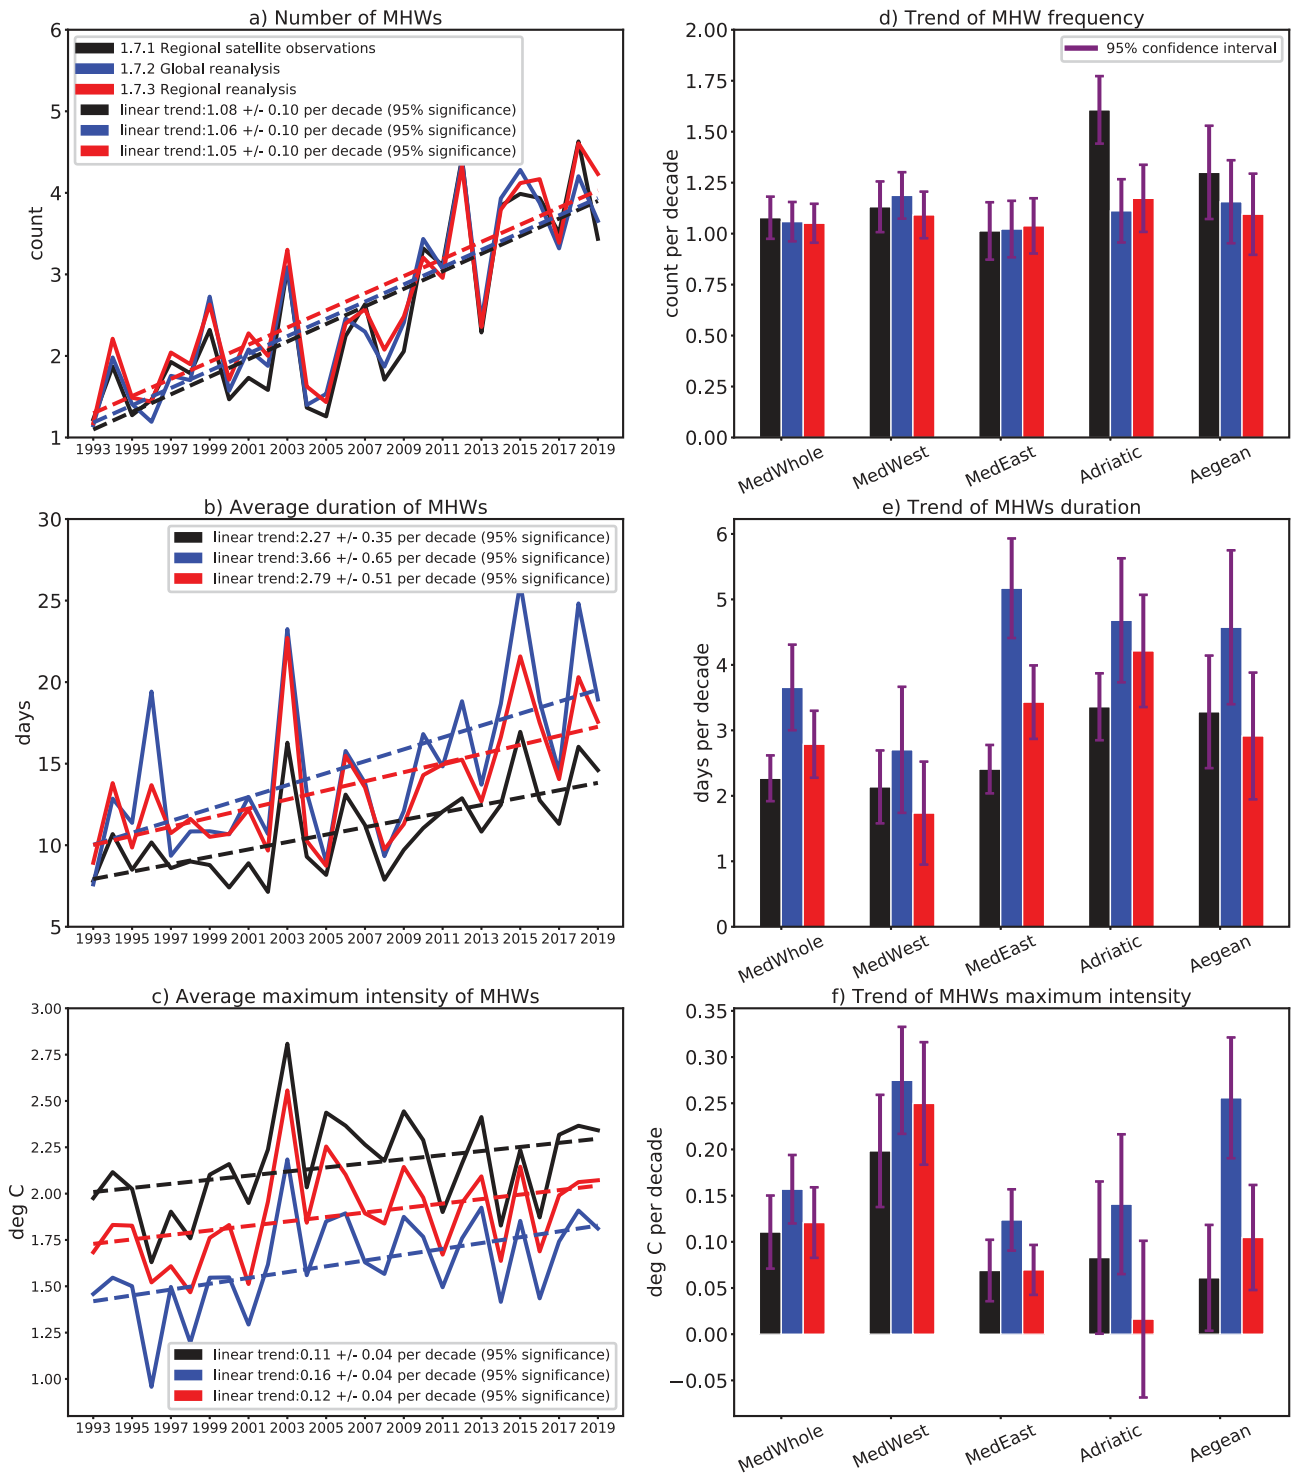 a) Number of MHWs
6
5
4
3
2
1
count
1.7.1 Regional satellite observations
1.7.2 Global reanalysis
1.7.3 Regional reanalysis
linear trend:1.08 +/- 0.10 per decade (95% significance)
linear trend:1.06 +/- 0.10 per decade (95% significance)
linear trend:1.05 +/- 0.10 per decade (95% significance)
1993 1995 1997 1999 2001 2003 2005 2007 2009 2011 2013 2015 2017 2019
d) Trend of MHW frequency
2.00
1.75
1.50
1.25
1.00
0.75
0.50
0.25
0.00
count per decade
95% confidence interval
MedWhole MedWest MedEast Adriatic Aegean
b) Average duration of MHWs
30
25
20
15
10
5
days
linear trend:2.27 +/- 0.35 per decade (95% significance)
linear trend:3.66 +/- 0.65 per decade (95% significance)
linear trend:2.79 +/- 0.51 per decade (95% significance)
1993 1995 1997 1999 2001 2003 2005 2007 2009 2011 2013 2015 2017 2019
e) Trend of MHWs duration
6
5
4
3
2
1
0
days per decade
MedWhole MedWest MedEast Adriatic Aegean
c) Average maximum intensity of MHWs
3.00
2.75
2.50
2.25
2.00
1.75
1.50
1.25
1.00
deg C
linear trend:0.11 +/- 0.04 per decade (95% significance)
linear trend:0.16 +/- 0.04 per decade (95% significance)
linear trend:0.12 +/- 0.04 per decade (95% significance)
1993 1995 1997 1999 2001 2003 2005 2007 2009 2011 2013 2015 2017 2019
f) Trend of MHWs maximum intensity
0.35
0.30
0.25
0.20
0.15
0.10
0.05
0.00
−0.05
deg C per decade
MedWhole MedWest MedEast Adriatic Aegean